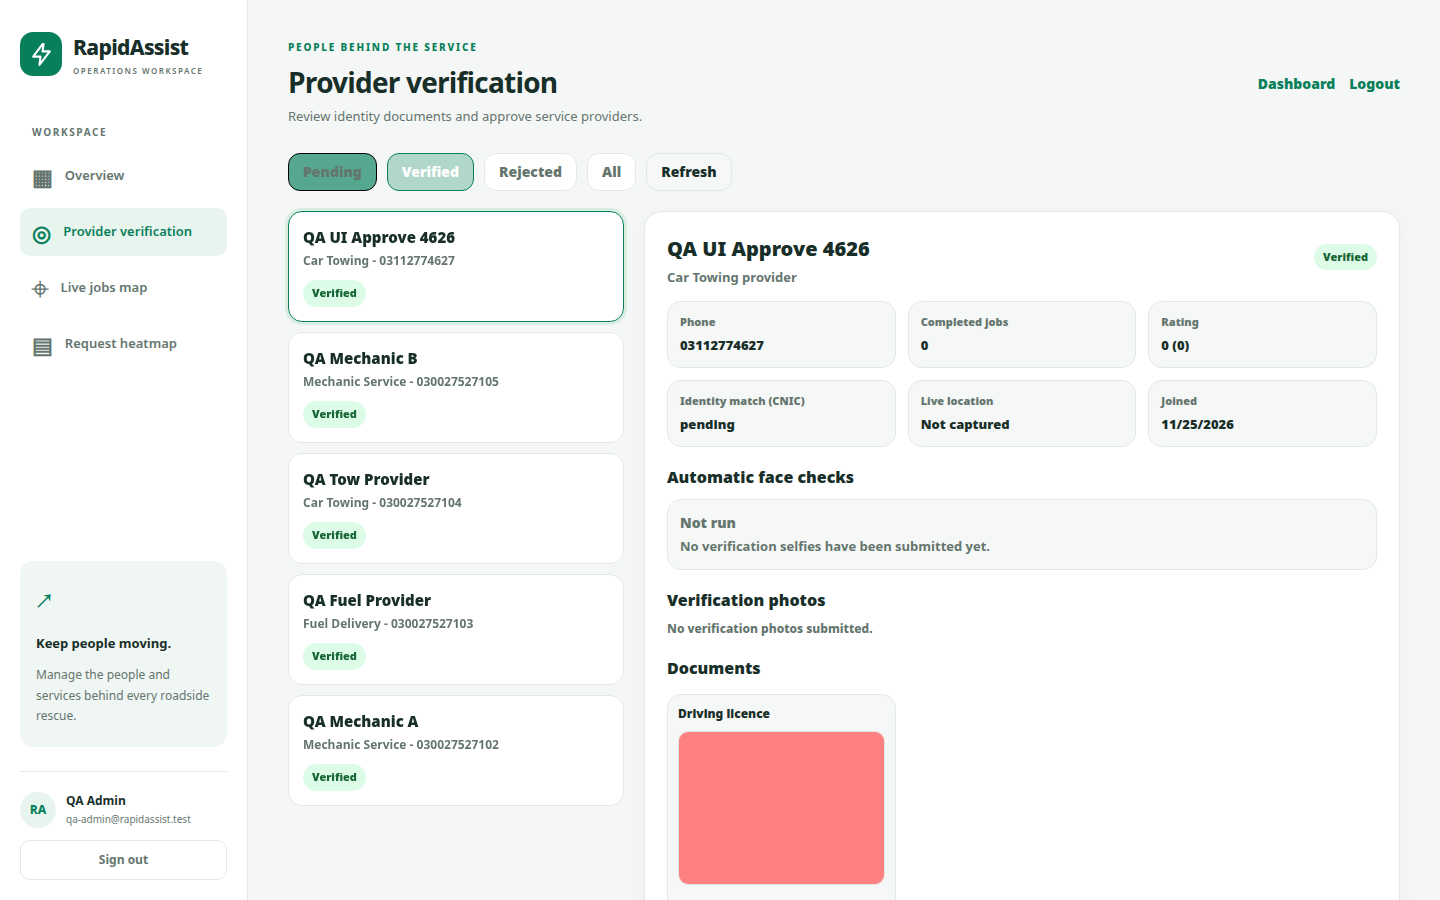 RapidAssist
OPERATIONS WORKSPACE
WORKSPACE
Overview
Provider verification
Live jobs map
Request heatmap
Keep people moving.
Manage the people and
services behind every roadside
rescue.
RA
QA Admin
qa-admin@rapidassist.test
Sign out
PEOPLE BEHIND THE SERVICE
Provider verification
Review identity documents and approve service providers.
Dashboard Logout
Pending Verified Rejected All Refresh
QA UI Approve 4626
Car Towing - 03112774627
Verified
QA Mechanic B
Mechanic Service - 030027527105
Verified
QA Tow Provider
Car Towing - 030027527104
Verified
QA Fuel Provider
Fuel Delivery - 030027527103
Verified
QA Mechanic A
Mechanic Service - 030027527102
Verified
QA UI Approve 4626
Car Towing provider
Verified
Phone
03112774627
Completed jobs
0
Rating
0 (0)
Identity match (CNIC)
pending
Live location
Not captured
Joined
11/25/2026
Automatic face checks
Not run
No verification selfies have been submitted yet.
Verification photos
No verification photos submitted.
Documents
Driving licence